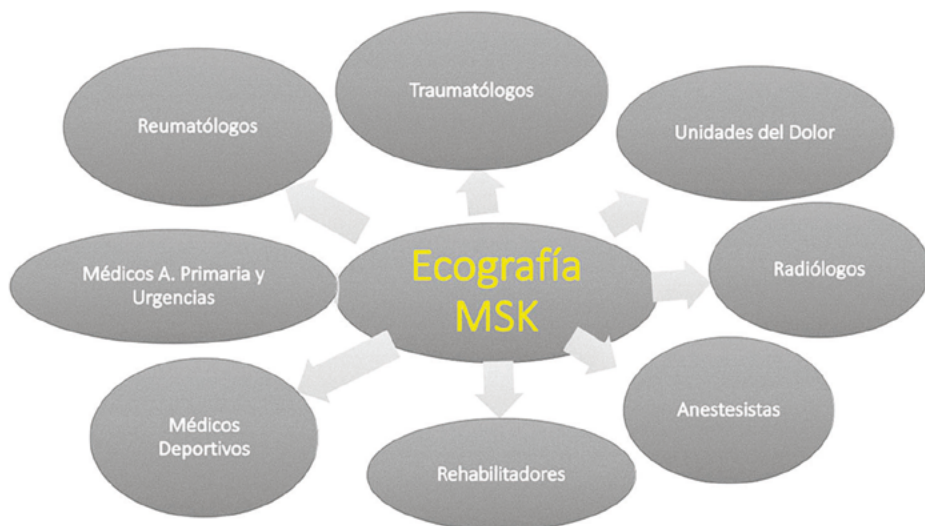 Traumatólogos
Reumatólogos
Unidades del Dolor
Ecografía
MSK
Médicos A. Primaria y
Urgencias
Radiólogos
Médicos
Deportivos
Anestesistas
Rehabilitadores